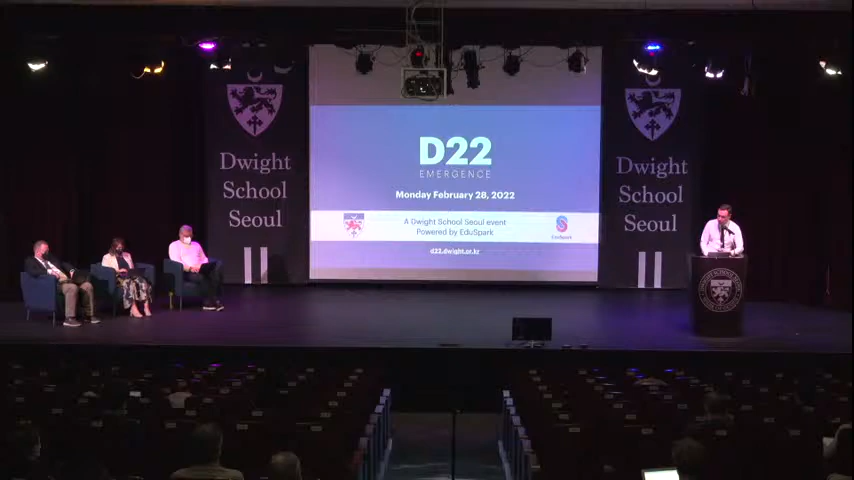 Dwight
School
Seoul
D22
EMERGENCE
Monday February 28, 2022
A Dwight School Seoul event
Powered by EduSpark
EduSpark
d22.dwight.or.kr
Dwight
School
Seoul